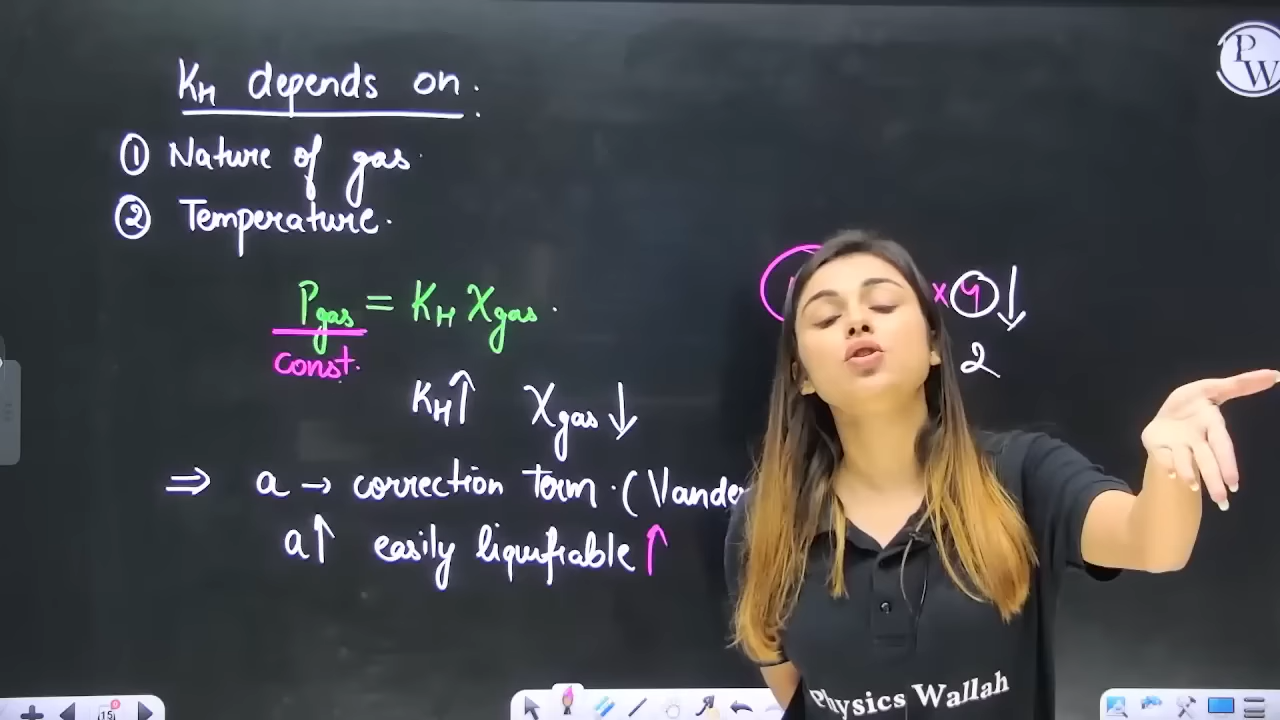 KH depends on.
① Nature of gas.
② Temperature.
Pgas = KH Xgas.
const.
KH↑ Xgas ↓
⇒ a → correction term. (Vander
a↑ easily liquifiable ↑
x ↓
2
PW
Physics Wallah
15